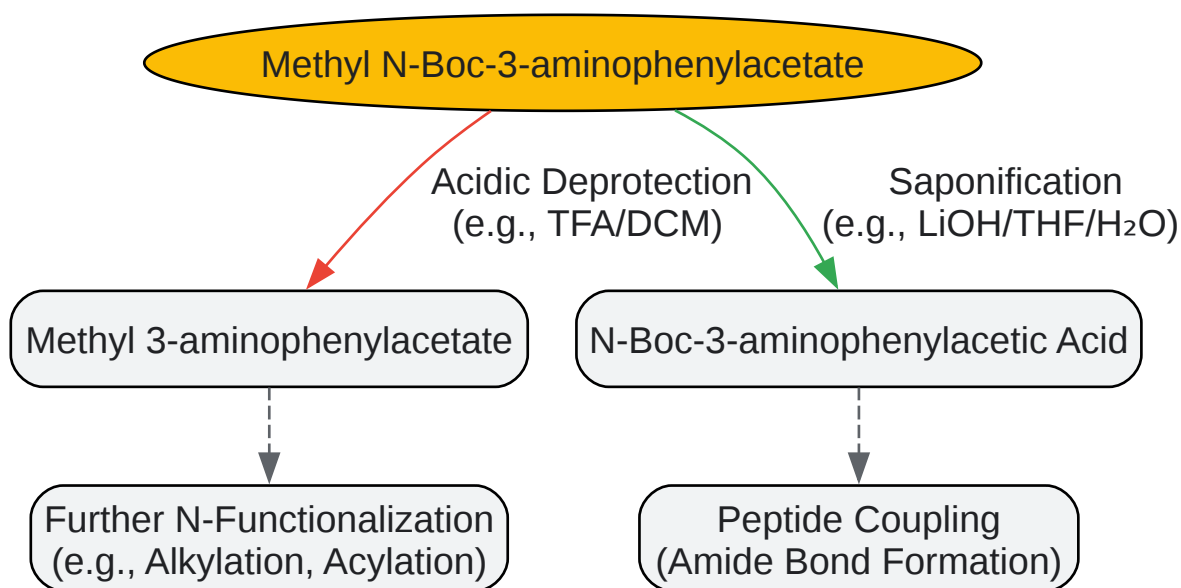 Methyl N-Boc-3-aminophenylacetate
Acidic Deprotection
(e.g., TFA/DCM)
Saponification
(e.g., LiOH/THF/H₂O)
Methyl 3-aminophenylacetate
N-Boc-3-aminophenylacetic Acid
Further N-Functionalization
(e.g., Alkylation, Acylation)
Peptide Coupling
(Amide Bond Formation)